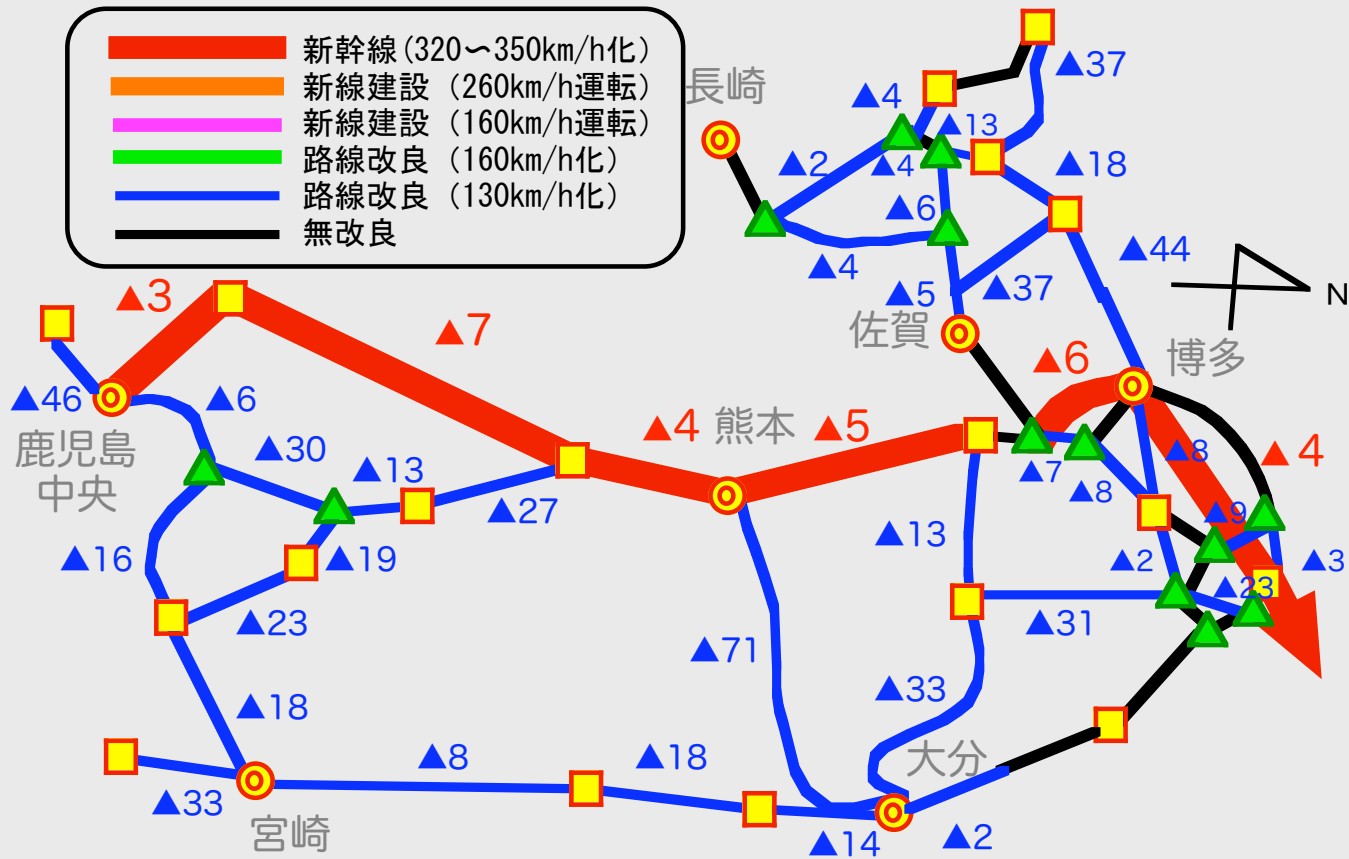 新幹線(320〜350km/h化)
新線建設 (260km/h運転)
新線建設 (160km/h運転)
路線改良 (160km/h化)
路線改良 (130km/h化)
無改良
長崎
▲37
▲4
▲13
▲2
▲4
▲18
▲6
▲44
▲4
▲5
▲37
N
佐賀
博多
▲3
▲7
▲6
▲46
▲6
▲4
熊本
▲5
▲8
▲4
鹿児島
中央
▲30
▲13
▲7
▲8
▲27
▲9
▲16
▲19
▲13
▲2
▲23
▲3
▲23
▲31
▲71
▲33
▲18
▲8
▲18
大分
▲33
宮崎
▲14
▲2